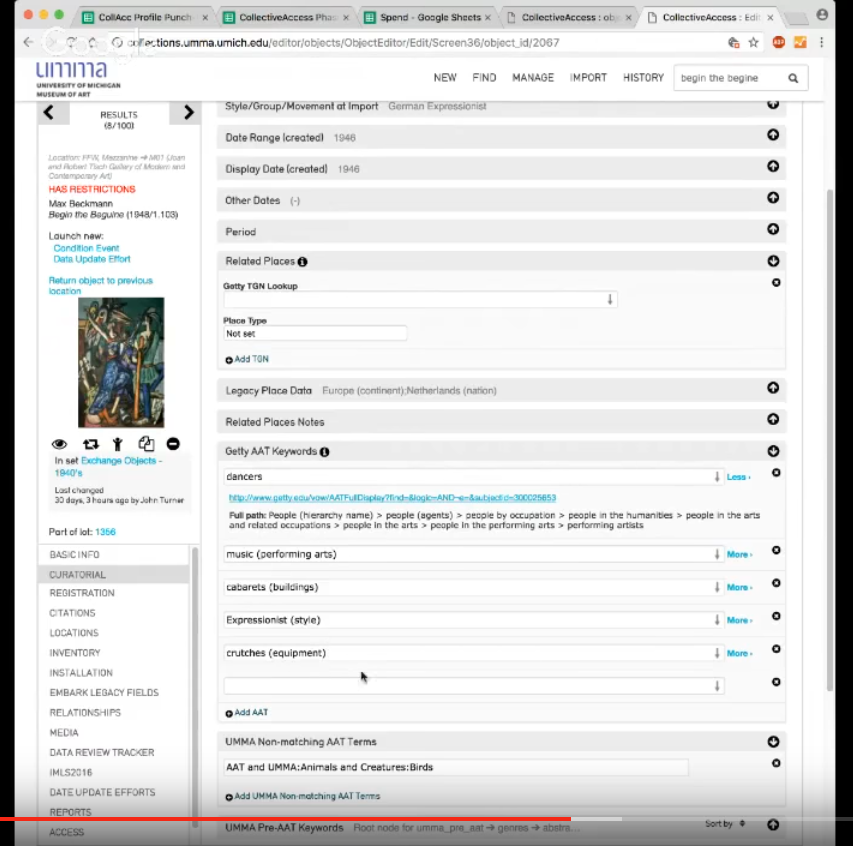 CollAcc Profile Punch
CollectiveAccess Phas
Spend - Google Sheets
CollectiveAccess : obj
CollectiveAccess : Edit
collections.umma.umich.edu/editor/objects/ObjectEditor/Edit/Screen36/object_id/2067
Google
umma
UNIVERSITY OF MICHIGAN
MUSEUM OF ART
NEW FIND MANAGE IMPORT HISTORY begin the begine
RESULTS
(8/100)
Location: FFW, Mezzanine → M01 (Joan
and Robert Tisch Gallery of Modern and
Contemporary Art)
HAS RESTRICTIONS
Max Beckmann
Begin the Beguine (1948/1.103)
Launch new:
Condition Event
Data Update Effort
Return object to previous
location
In set Exchange Objects -
1940's
Last changed
30 days, 3 hours ago by John Turner
Part of lot: 1356
BASIC INFO
CURATORIAL
REGISTRATION
CITATIONS
LOCATIONS
INVENTORY
INSTALLATION
EMBARK LEGACY FIELDS
RELATIONSHIPS
MEDIA
DATA REVIEW TRACKER
IMLS2016
DATE UPDATE EFFORTS
REPORTS
ACCESS
Style/Group/Movement at Import German Expressionist
Date Range (created) 1946
Display Date (created) 1946
Other Dates (-)
Period
Related Places
Getty TGN Lookup
Place Type
Not set
Add TGN
Legacy Place Data Europe (continent);Netherlands (nation)
Related Places Notes
Getty AAT Keywords
dancers Less ›
http://www.getty.edu/vow/AATFullDisplay?find=&logic=AND¬e=&subjectid=300025653
Full path: People (hierarchy name) > people (agents) > people by occupation > people in the humanities > people in the arts
and related occupations > people in the arts > people in the performing arts > performing artists
music (performing arts) More ›
cabarets (buildings) More ›
Expressionist (style) More ›
crutches (equipment) More ›
Add AAT
UMMA Non-matching AAT Terms
AAT and UMMA:Animals and Creatures:Birds
Add UMMA Non-matching AAT Terms
UMMA Pre-AAT Keywords Root node for umma_pre_aat → genres → abstra...
Sort by